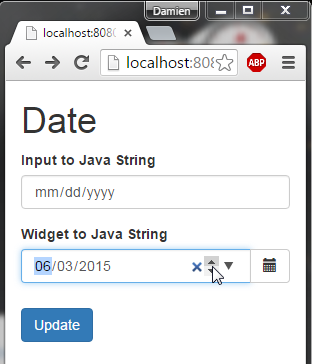 Damien
localhost:808
localhost:808
ABP
Date
Input to Java String
mm/dd/yyyy
Widget to Java String
06/03/2015
Update